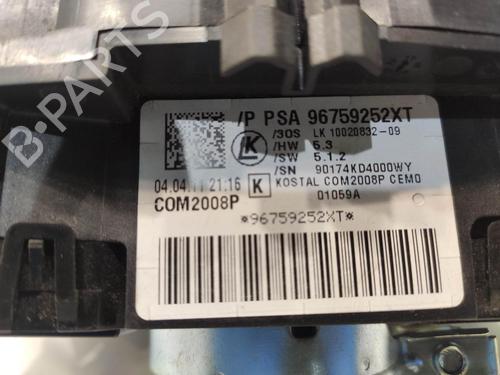 B-PARTS
/P PSA 96759252XT
/3OS LK 10020832-09
/HW 5.3
/SW 5.1.2
/SN 90174KD4000WY
K
04.04.11 21:16 K KOSTAL COM2008P CEMO
COM2008P 01059A
*96759252XT*